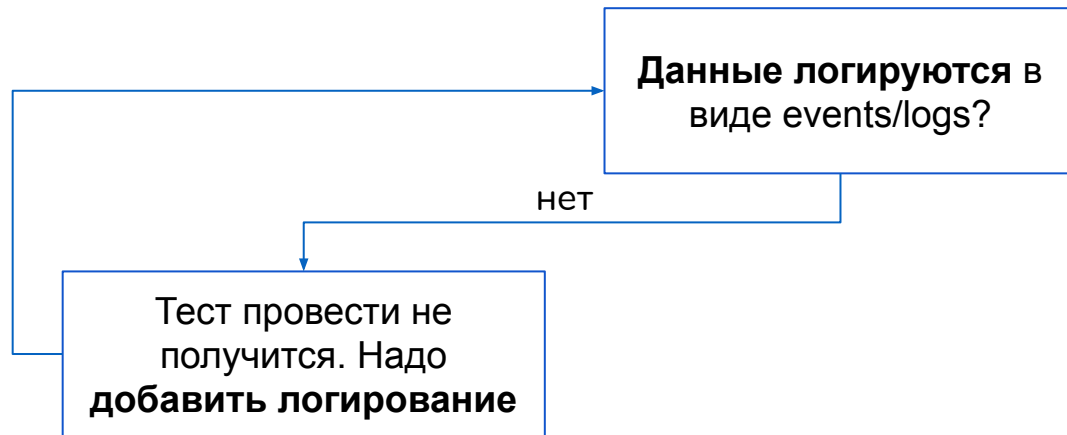 Данные логируются в
виде events/logs?
нет
Тест провести не
получится. Надо
добавить логирование